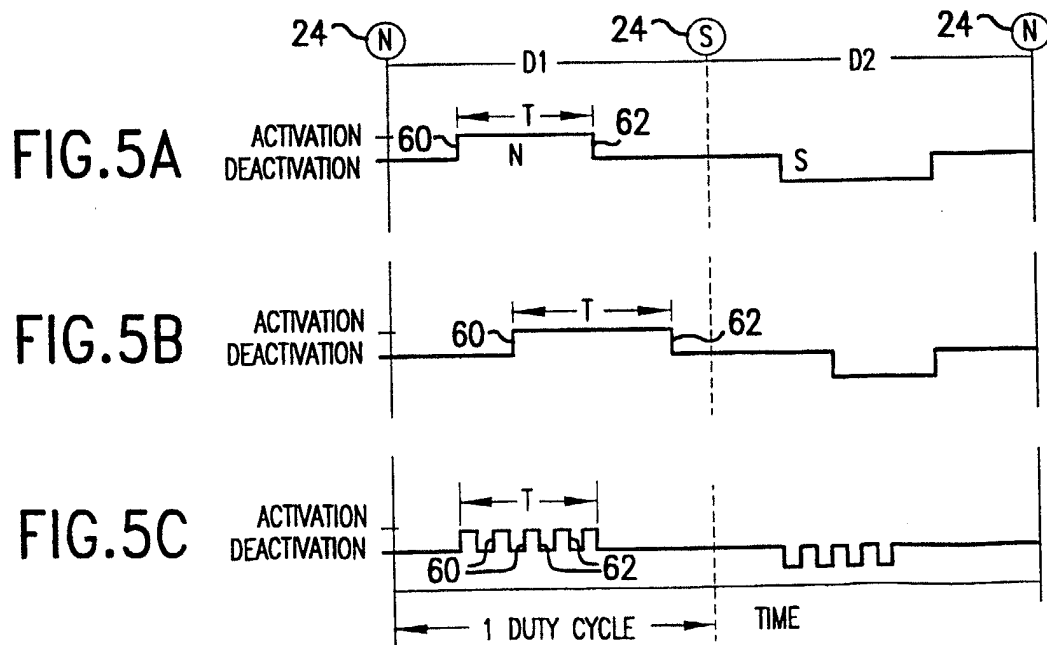 24 N 24 S 24 N
D1 D2
FIG.5A
ACTIVATION
DEACTIVATION
60 T 62
N S
FIG.5B
ACTIVATION
DEACTIVATION
60 T 62
FIG.5C
ACTIVATION
DEACTIVATION
T
60 62
1 DUTY CYCLE TIME